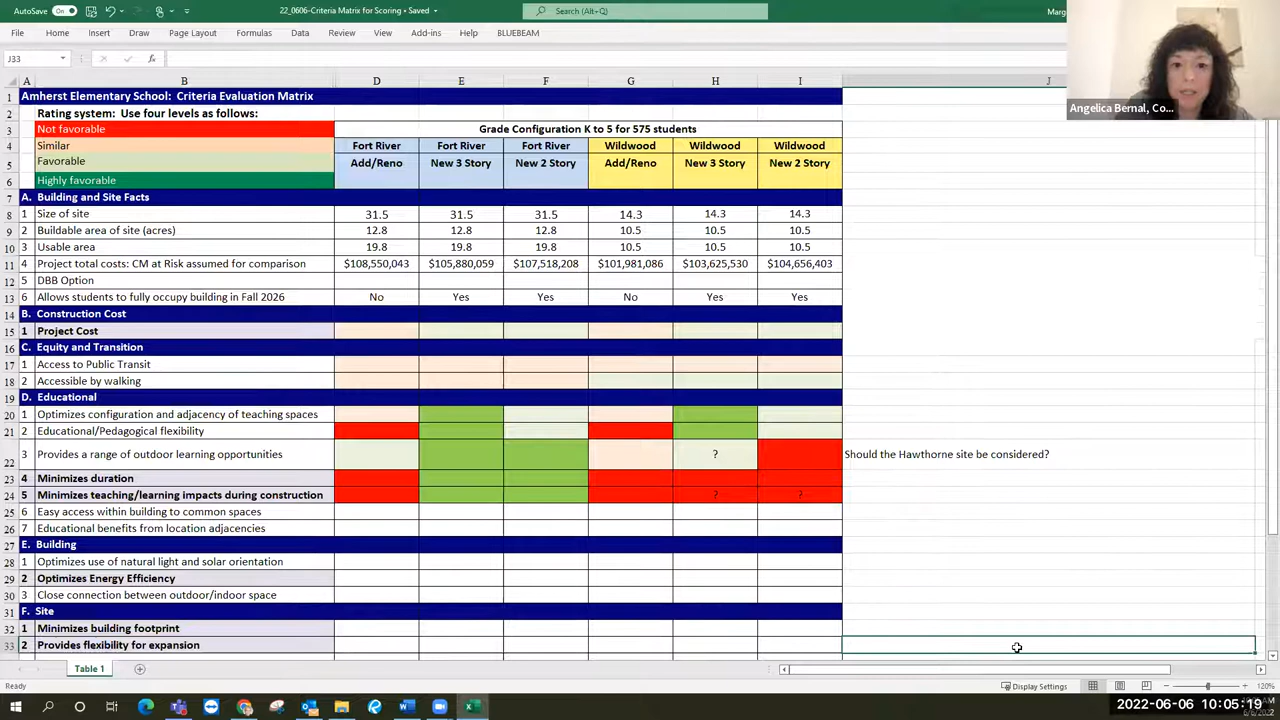 AutoSave On 22_0606-Criteria Matrix for Scoring • Saved Search (Alt+Q)
File Home Insert Draw Page Layout Formulas Data Review View Add-ins Help BLUEBEAM
J33 fx
Angelica Bernal, Co...
A B D E F G H I J
1 Amherst Elementary School: Criteria Evaluation Matrix
2 Rating system: Use four levels as follows:
3 Not favorable Grade Configuration K to 5 for 575 students
4 Similar Fort River Fort River Fort River Wildwood Wildwood Wildwood
5 Favorable Add/Reno New 3 Story New 2 Story Add/Reno New 3 Story New 2 Story
6 Highly favorable
7 A. Building and Site Facts
8 1 Size of site 31.5 31.5 31.5 14.3 14.3 14.3
9 2 Buildable area of site (acres) 12.8 12.8 12.8 10.5 10.5 10.5
10 3 Usable area 19.8 19.8 19.8 10.5 10.5 10.5
11 4 Project total costs: CM at Risk assumed for comparison $108,550,043 $105,880,059 $107,518,208 $101,981,086 $103,625,530 $104,656,403
12 5 DBB Option
13 6 Allows students to fully occupy building in Fall 2026 No Yes Yes No Yes Yes
14 B. Construction Cost
15 1 Project Cost
16 C. Equity and Transition
17 1 Access to Public Transit
18 2 Accessible by walking
19 D. Educational
20 1 Optimizes configuration and adjacency of teaching spaces
21 2 Educational/Pedagogical flexibility
22 3 Provides a range of outdoor learning opportunities ? Should the Hawthorne site be considered?
23 4 Minimizes duration
24 5 Minimizes teaching/learning impacts during construction ? ?
25 6 Easy access within building to common spaces
26 7 Educational benefits from location adjacencies
27 E. Building
28 1 Optimizes use of natural light and solar orientation
29 2 Optimizes Energy Efficiency
30 3 Close connection between outdoor/indoor space
31 F. Site
32 1 Minimizes building footprint
33 2 Provides flexibility for expansion
Table 1
Ready Display Settings 120%
2022-06-06 10:05:19